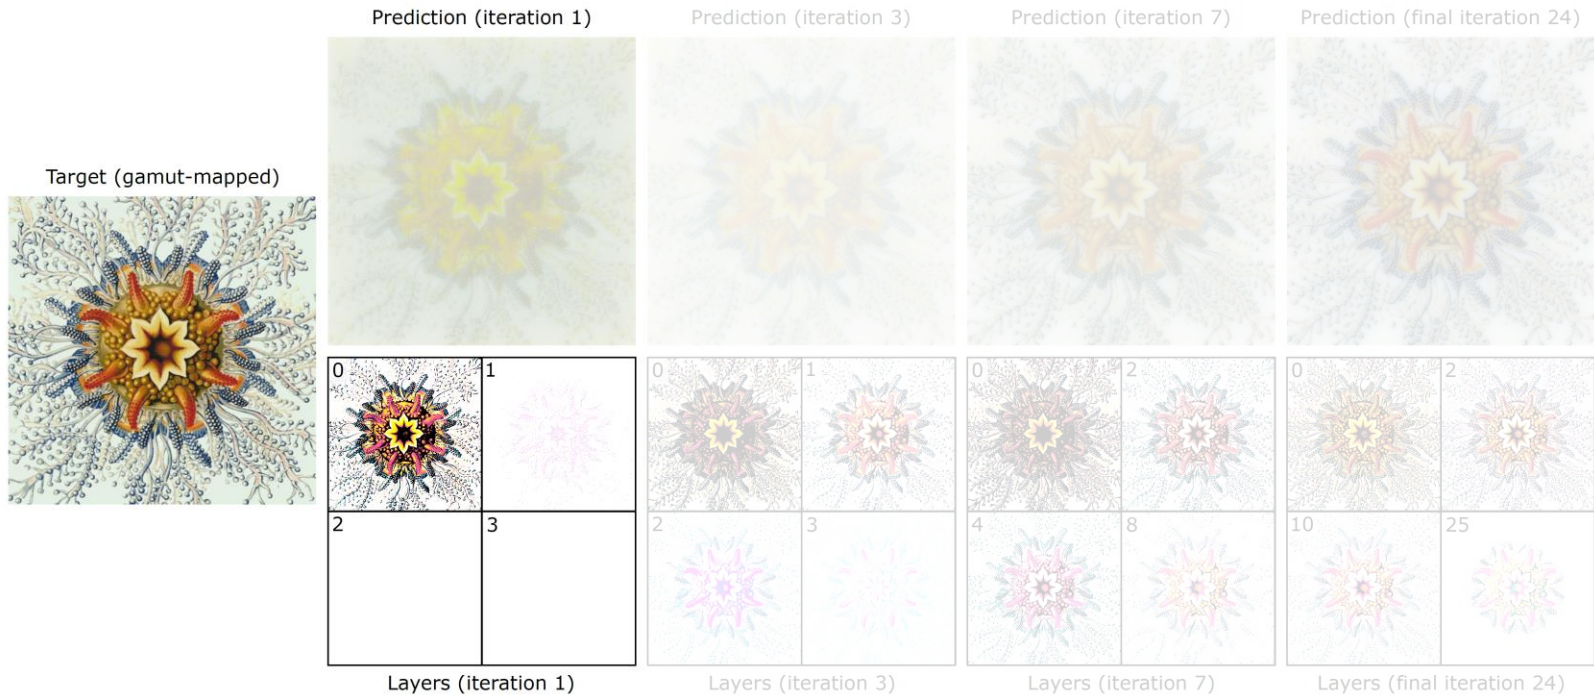 Prediction (iteration 1)
Prediction (iteration 3)
Prediction (iteration 7)
Prediction (final iteration 24)
Target (gamut-mapped)
0
1
0
1
0
2
0
2
2
3
2
3
4
8
10
25
Layers (iteration 1)
Layers (iteration 3)
Layers (iteration 7)
Layers (final iteration 24)